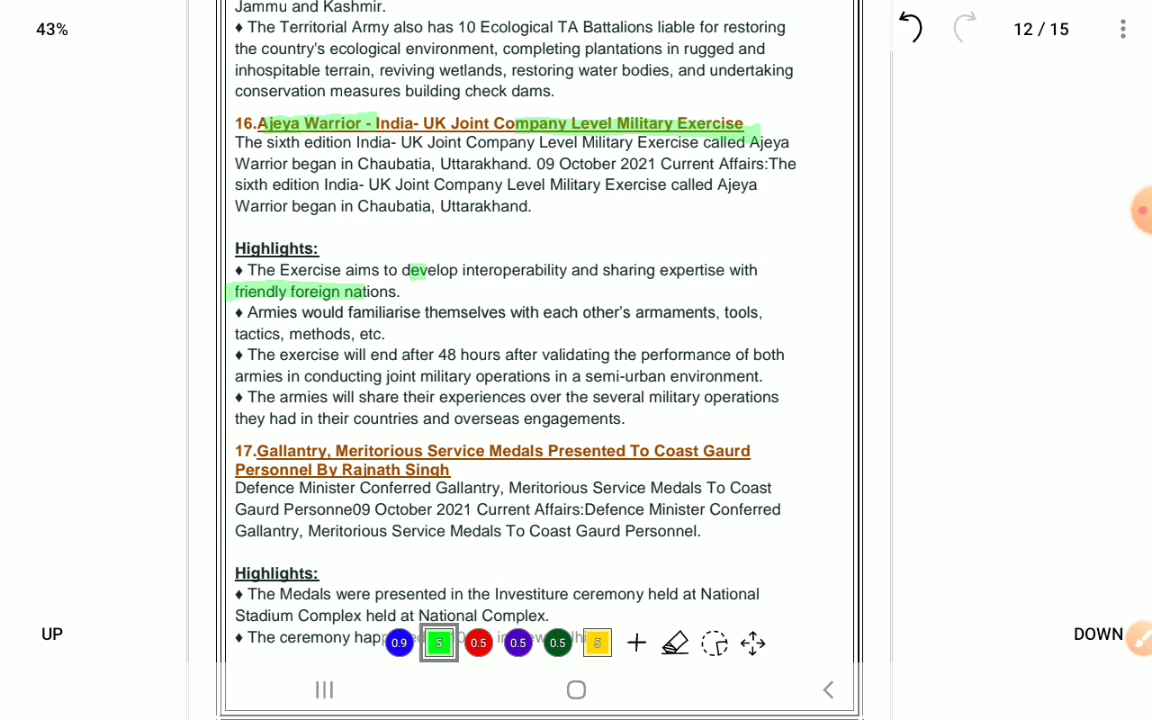 43%
12 / 15
Jammu and Kashmir.
♦ The Territorial Army also has 10 Ecological TA Battalions liable for restoring
the country's ecological environment, completing plantations in rugged and
inhospitable terrain, reviving wetlands, restoring water bodies, and undertaking
conservation measures building check dams.
16.Ajeya Warrior - India- UK Joint Company Level Military Exercise
The sixth edition India- UK Joint Company Level Military Exercise called Ajeya
Warrior began in Chaubatia, Uttarakhand. 09 October 2021 Current Affairs:The
sixth edition India- UK Joint Company Level Military Exercise called Ajeya
Warrior began in Chaubatia, Uttarakhand.
Highlights:
♦ The Exercise aims to develop interoperability and sharing expertise with
friendly foreign nations.
♦ Armies would familiarise themselves with each other's armaments, tools,
tactics, methods, etc.
♦ The exercise will end after 48 hours after validating the performance of both
armies in conducting joint military operations in a semi-urban environment.
♦ The armies will share their experiences over the several military operations
they had in their countries and overseas engagements.
17.Gallantry, Meritorious Service Medals Presented To Coast Gaurd
Personnel By Rajnath Singh
Defence Minister Conferred Gallantry, Meritorious Service Medals To Coast
Gaurd Personne09 October 2021 Current Affairs:Defence Minister Conferred
Gallantry, Meritorious Service Medals To Coast Gaurd Personnel.
Highlights:
♦ The Medals were presented in the Investiture ceremony held at National
Stadium Complex held at National Complex.
♦ The ceremony
UP
0.9 5 0.5 0.5 0.5 5
DOWN